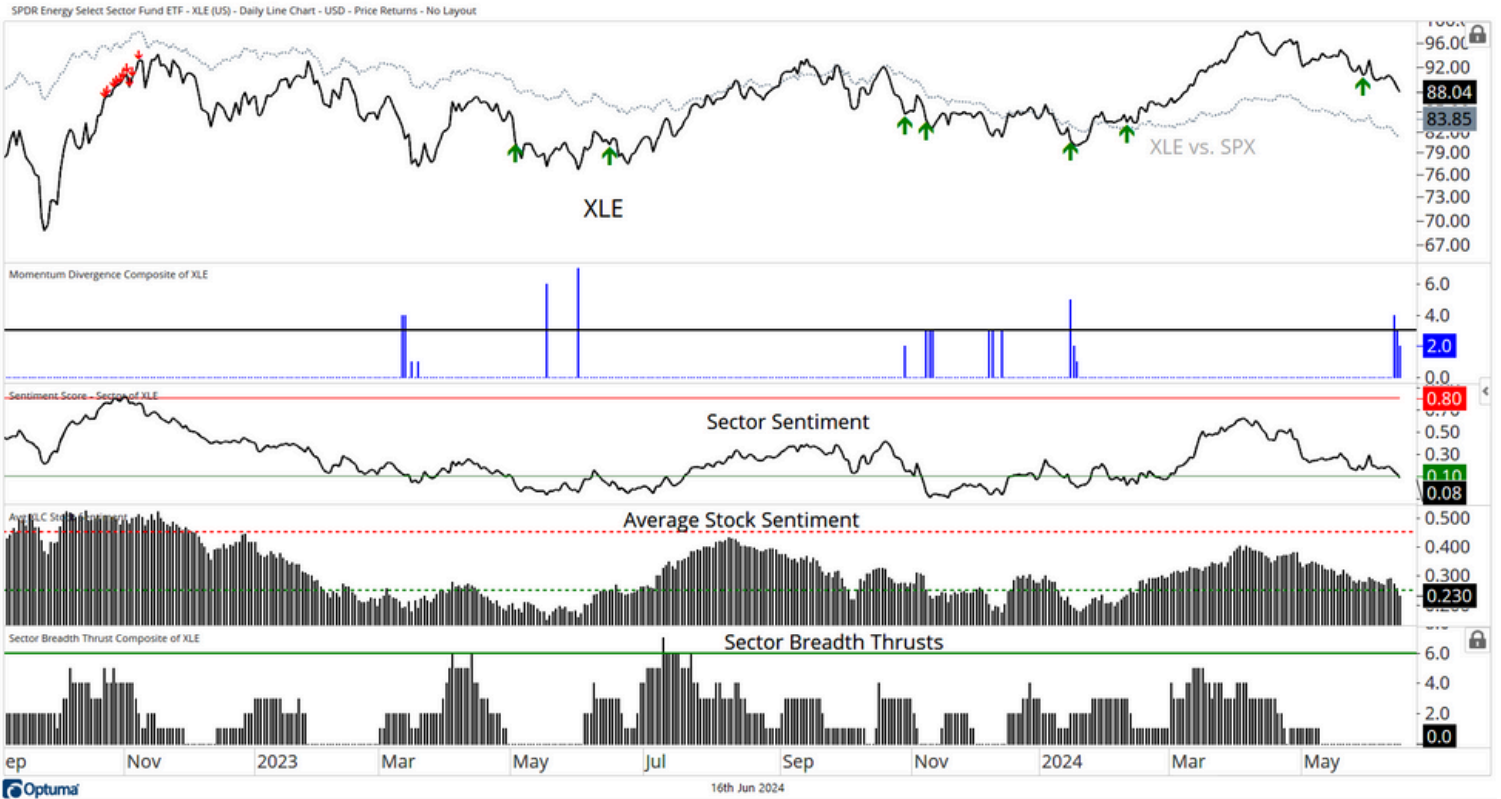 SPDR Energy Select Sector Fund ETF - XLE (US) - Daily Line Chart - USD - Price Returns - No Layout
96.00
92.00
88.04
83.85
82.00
XLE vs. SPX
79.00
76.00
XLE
73.00
70.00
67.00
Momentum Divergence Composite of XLE
6.0
4.0
2.0
0.0
Sentiment Score - Sector of XLE
0.80
Sector Sentiment
0.50
0.30
0.10
0.08
Average Stock Sentiment
0.500
0.400
0.300
0.230
Sector Breadth Thrust Composite of XLE
Sector Breadth Thrusts
6.0
4.0
2.0
0.0
ep Nov 2023 Mar May Jul Sep Nov 2024 Mar May
Optuma
16th Jun 2024